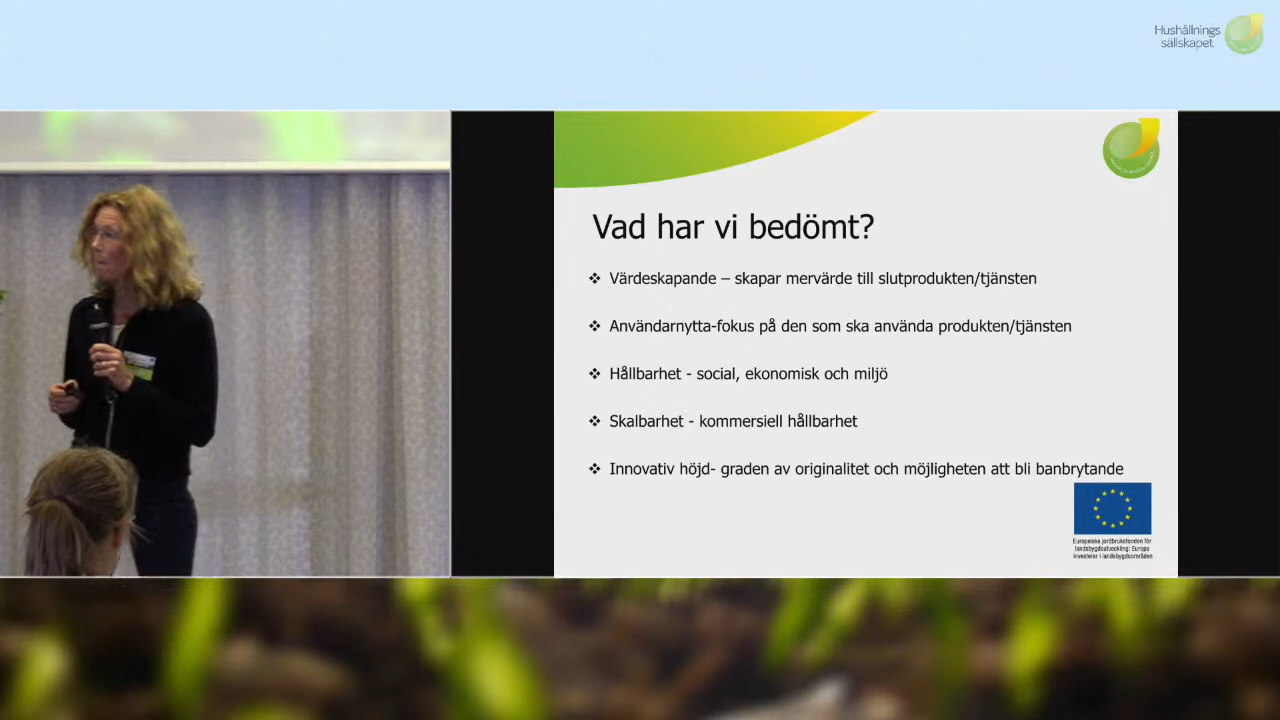 Hushållnings
sällskapet
Vad har vi bedömt?
❖ Värdeskapande – skapar mervärde till slutprodukten/tjänsten
❖ Användarnytta-fokus på den som ska använda produkten/tjänsten
❖ Hållbarhet - social, ekonomisk och miljö
❖ Skalbarhet - kommersiell hållbarhet
❖ Innovativ höjd- graden av originalitet och möjligheten att bli banbrytande
Europeiska jordbruksfonden för
landsbygdsutveckling: Europa
investerar i landsbygdsområden